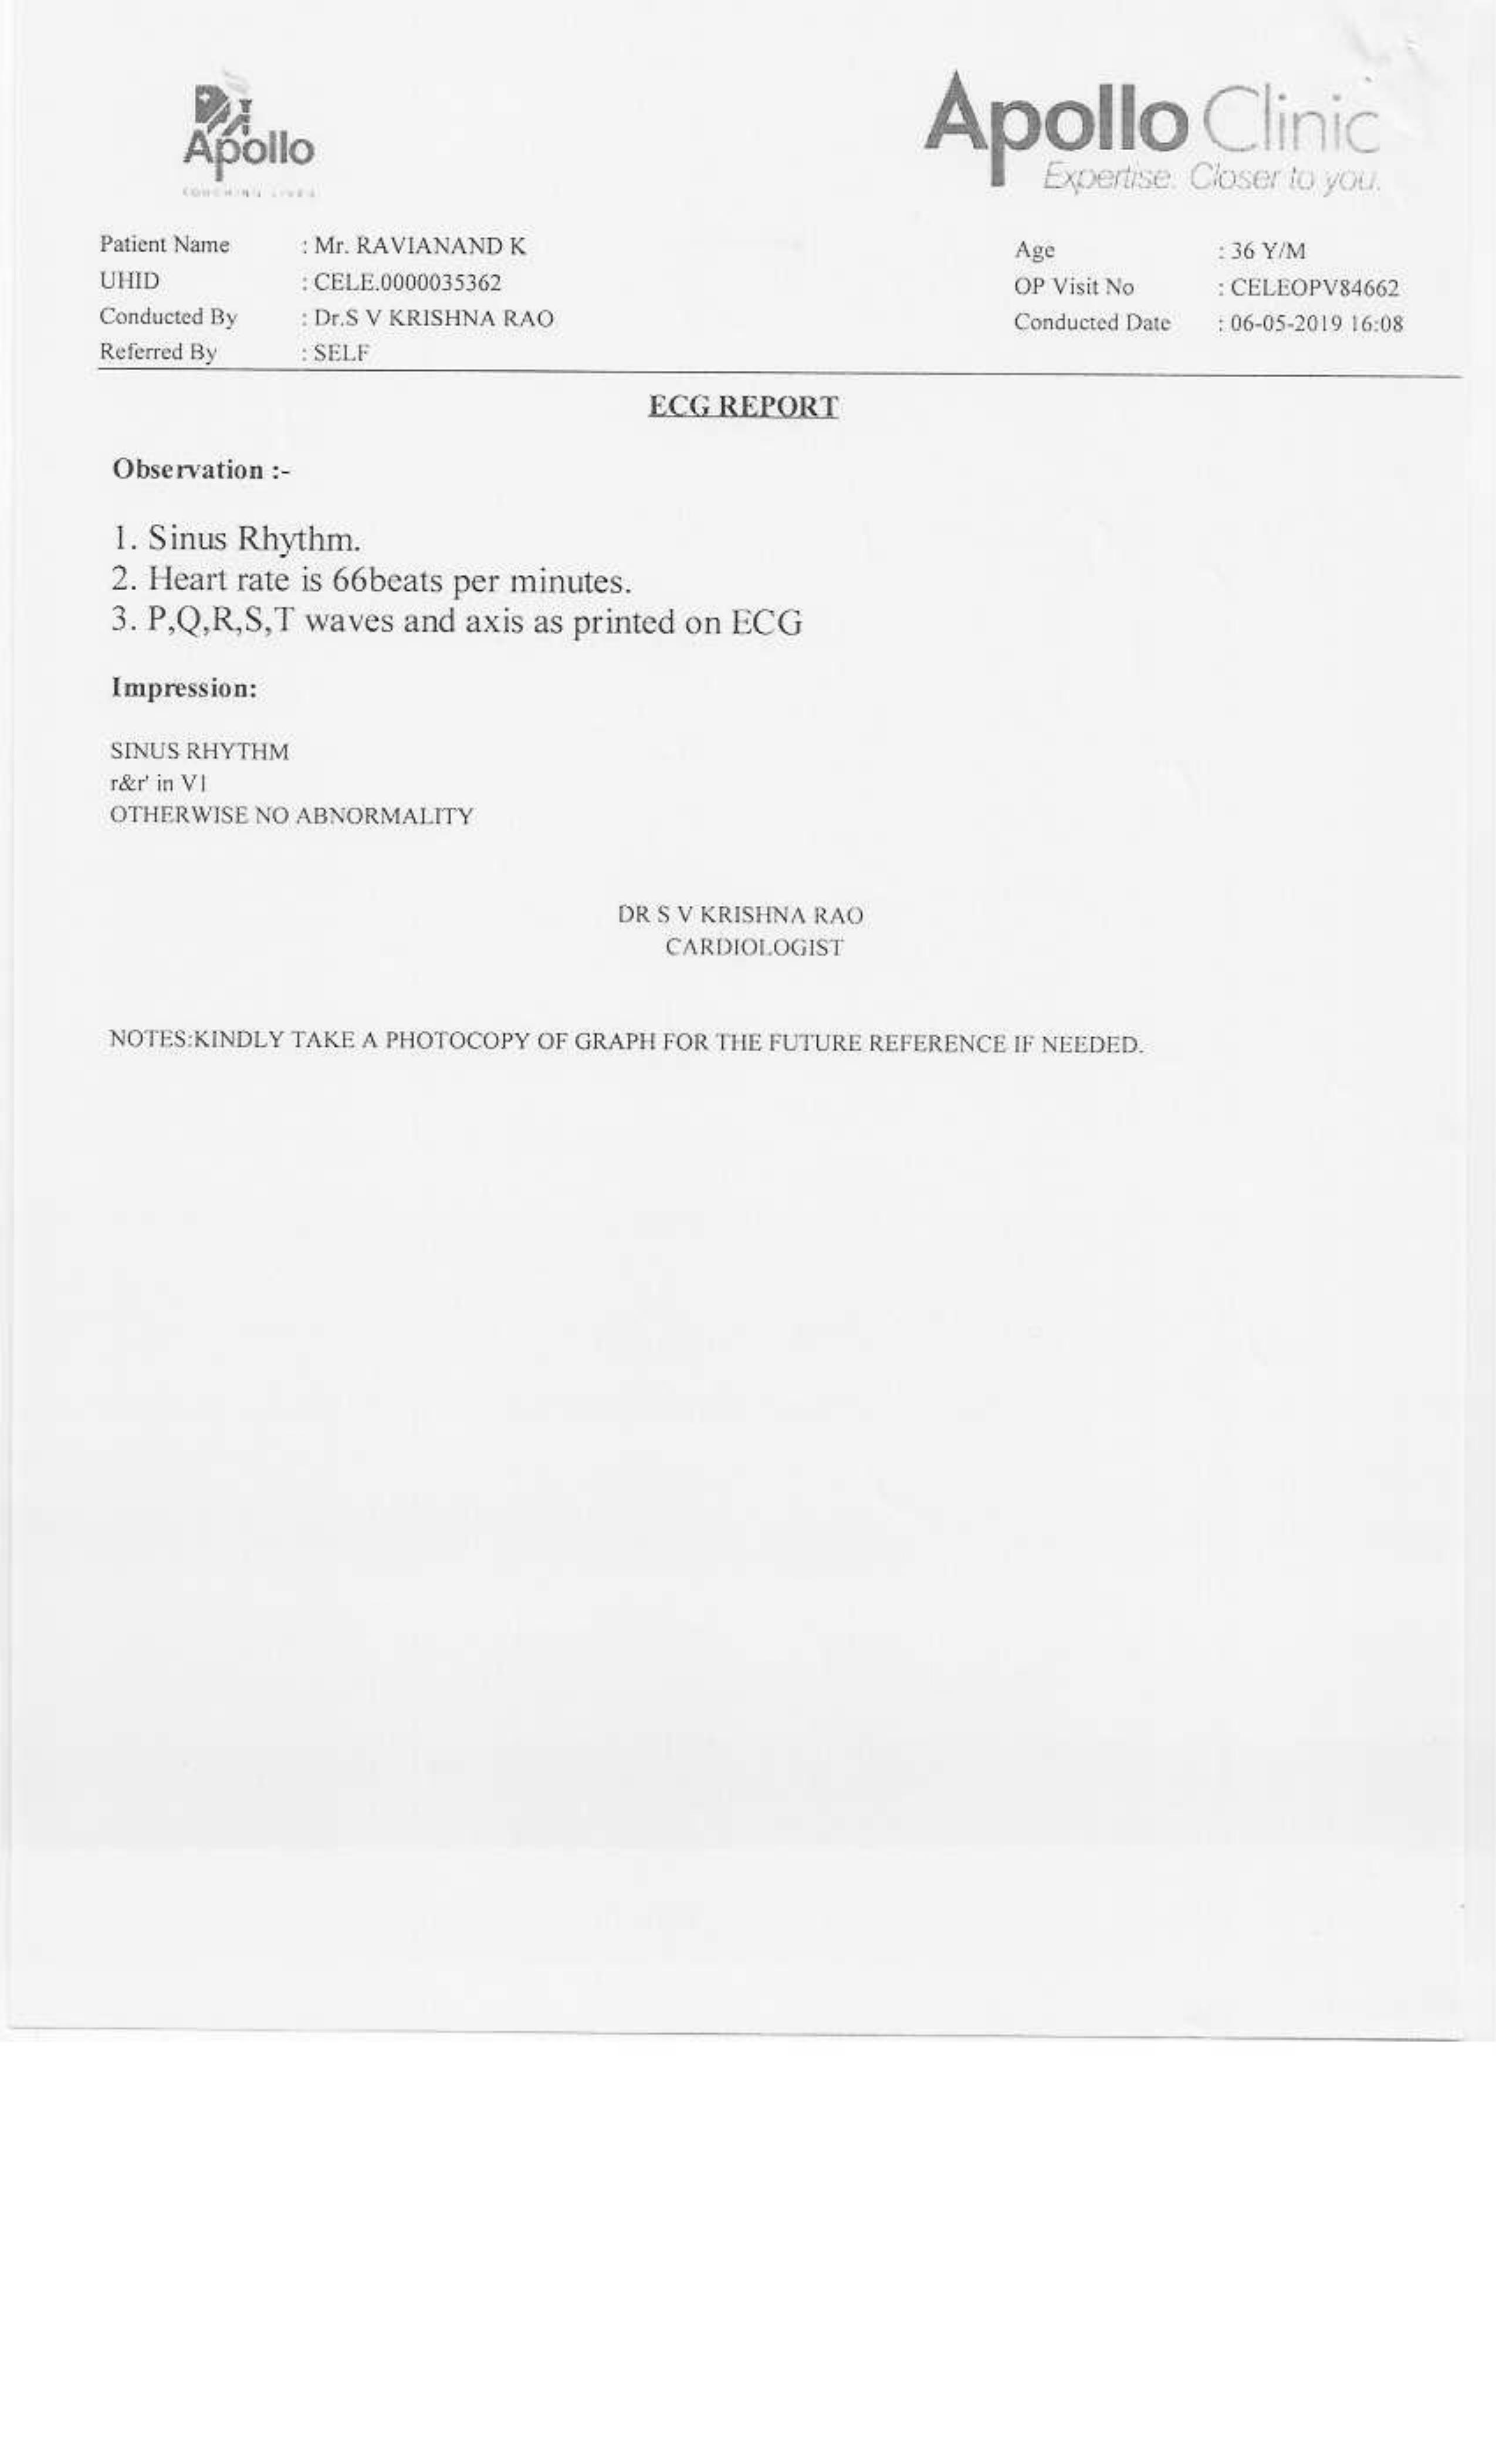 Apollo
TOUCHING LIVES
Apollo Clinic
Expertise. Closer to you.
Patient Name : Mr. RAVIANAND K Age : 36 Y/M
UHID : CELE.0000035362 OP Visit No : CELEOPV84662
Conducted By : Dr.S V KRISHNA RAO Conducted Date : 06-05-2019 16:08
Referred By : SELF
ECG REPORT
Observation :-
1. Sinus Rhythm.
2. Heart rate is 66beats per minutes.
3. P,Q,R,S,T waves and axis as printed on ECG
Impression:
SINUS RHYTHM
r&r' in V1
OTHERWISE NO ABNORMALITY
DR S V KRISHNA RAO
CARDIOLOGIST
NOTES:KINDLY TAKE A PHOTOCOPY OF GRAPH FOR THE FUTURE REFERENCE IF NEEDED.